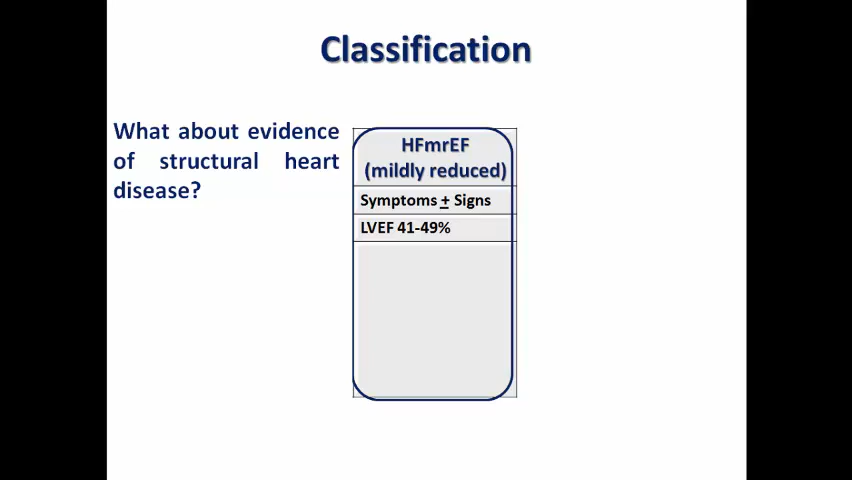 Classification
What about evidence
of structural heart
disease?
HFmrEF
(mildly reduced)
Symptoms ± Signs
LVEF 41-49%